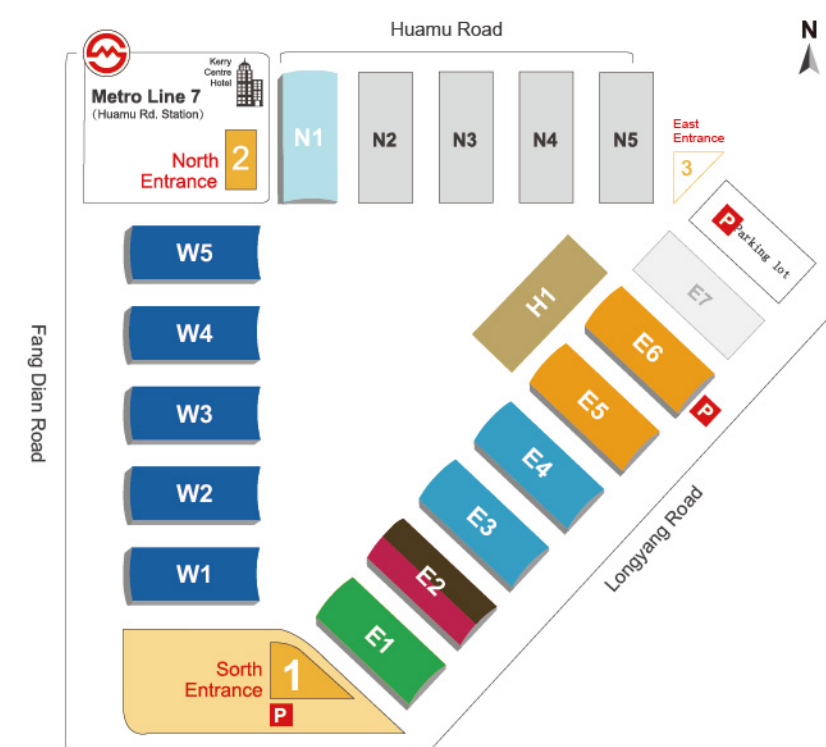 Huamu Road
N
Kerry
Centre
Hotel
Metro Line 7
(Huamu Rd. Station)
North
Entrance
2
N1
N2
N3
N4
N5
East
Entrance
3
P
Parking lot
W5
W4
W3
W2
W1
H1
E7
E6
E5
E4
E3
E2
E1
P
Fang Dian Road
Longyang Road
Sorth
Entrance
1
P